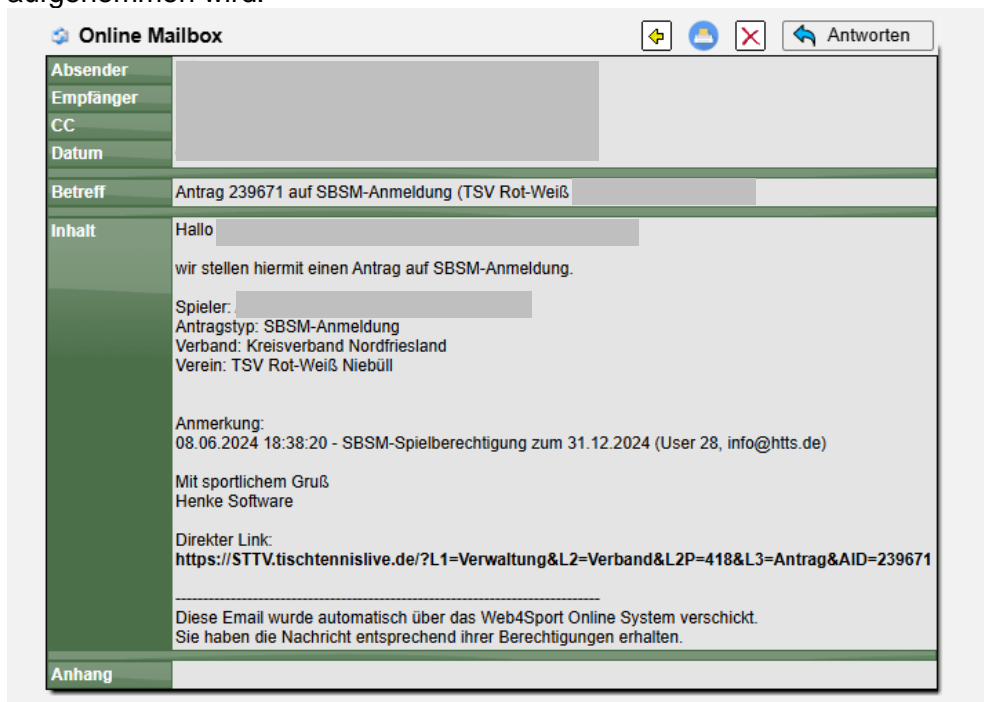 Online Mailbox
Antworten
Absender
Empfänger
CC
Datum
Betreff Antrag 239671 auf SBSM-Anmeldung (TSV Rot-Weiß
Inhalt Hallo
wir stellen hiermit einen Antrag auf SBSM-Anmeldung.
Spieler:
Antragstyp: SBSM-Anmeldung
Verband: Kreisverband Nordfriesland
Verein: TSV Rot-Weiß Niebüll
Anmerkung:
08.06.2024 18:38:20 - SBSM-Spielberechtigung zum 31.12.2024 (User 28, info@htts.de)
Mit sportlichem Gruß
Henke Software
Direkter Link:
https://STTV.tischtennislive.de/?L1=Verwaltung&L2=Verband&L2P=418&L3=Antrag&AID=239671
Diese Email wurde automatisch über das Web4Sport Online System verschickt.
Sie haben die Nachricht entsprechend ihrer Berechtigungen erhalten.
Anhang